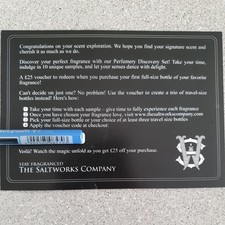 Congratulations on your scent exploration. We hope you find your signature scent and cherish it as much as we do.
Discover your perfect fragrance with our Perfumery Discovery Set! Take your time, indulge in 10 unique samples, and let your senses dance with delight.
A £25 voucher to redeem when you purchase your first full-size bottle of your favorite fragrance!
Can't decide on just one? No problem! Use the voucher to create a trio of travel-size bottles instead! Here's how:
Take your time with each sample - give time to fully experience each fragrance
Once you have chosen your fragrance love, visit www.thesaltworkscompany.com
Pick your full-size bottle or your choice of at least three travel size bottles
Apply the voucher code at checkout:
Voilà! Watch the magic unfold as you get £25 off your purchase.
STAY FRAGRANCED
THE SALTWORKS COMPANY